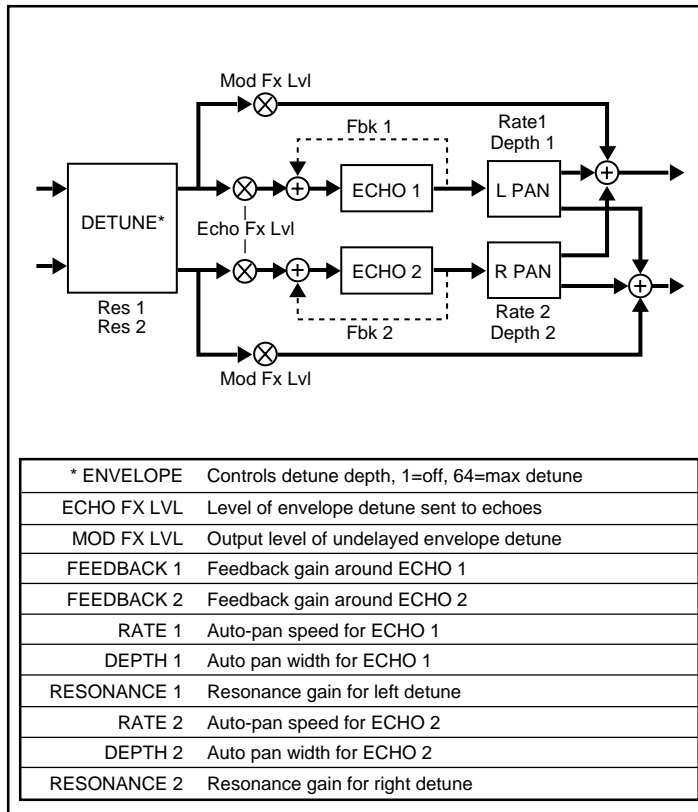 Mod Fx Lvl
Fbk 1
Rate1
Depth 1
DETUNE*
ECHO 1
L PAN
Echo Fx Lvl
ECHO 2
R PAN
Res 1
Res 2
Fbk 2
Rate 2
Depth 2
Mod Fx Lvl
* ENVELOPE Controls detune depth, 1=off, 64=max detune
ECHO FX LVL Level of envelope detune sent to echoes
MOD FX LVL Output level of undelayed envelope detune
FEEDBACK 1 Feedback gain around ECHO 1
FEEDBACK 2 Feedback gain around ECHO 2
RATE 1 Auto-pan speed for ECHO 1
DEPTH 1 Auto pan width for ECHO 1
RESONANCE 1 Resonance gain for left detune
RATE 2 Auto-pan speed for ECHO 2
DEPTH 2 Auto pan width for ECHO 2
RESONANCE 2 Resonance gain for right detune